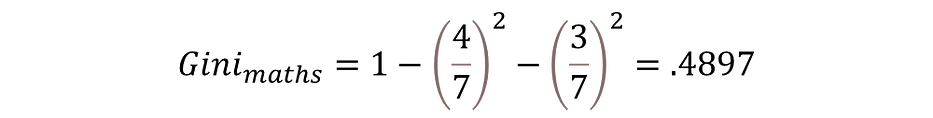 Gini_maths = 1 − (4/7)² − (3/7)² = .4897